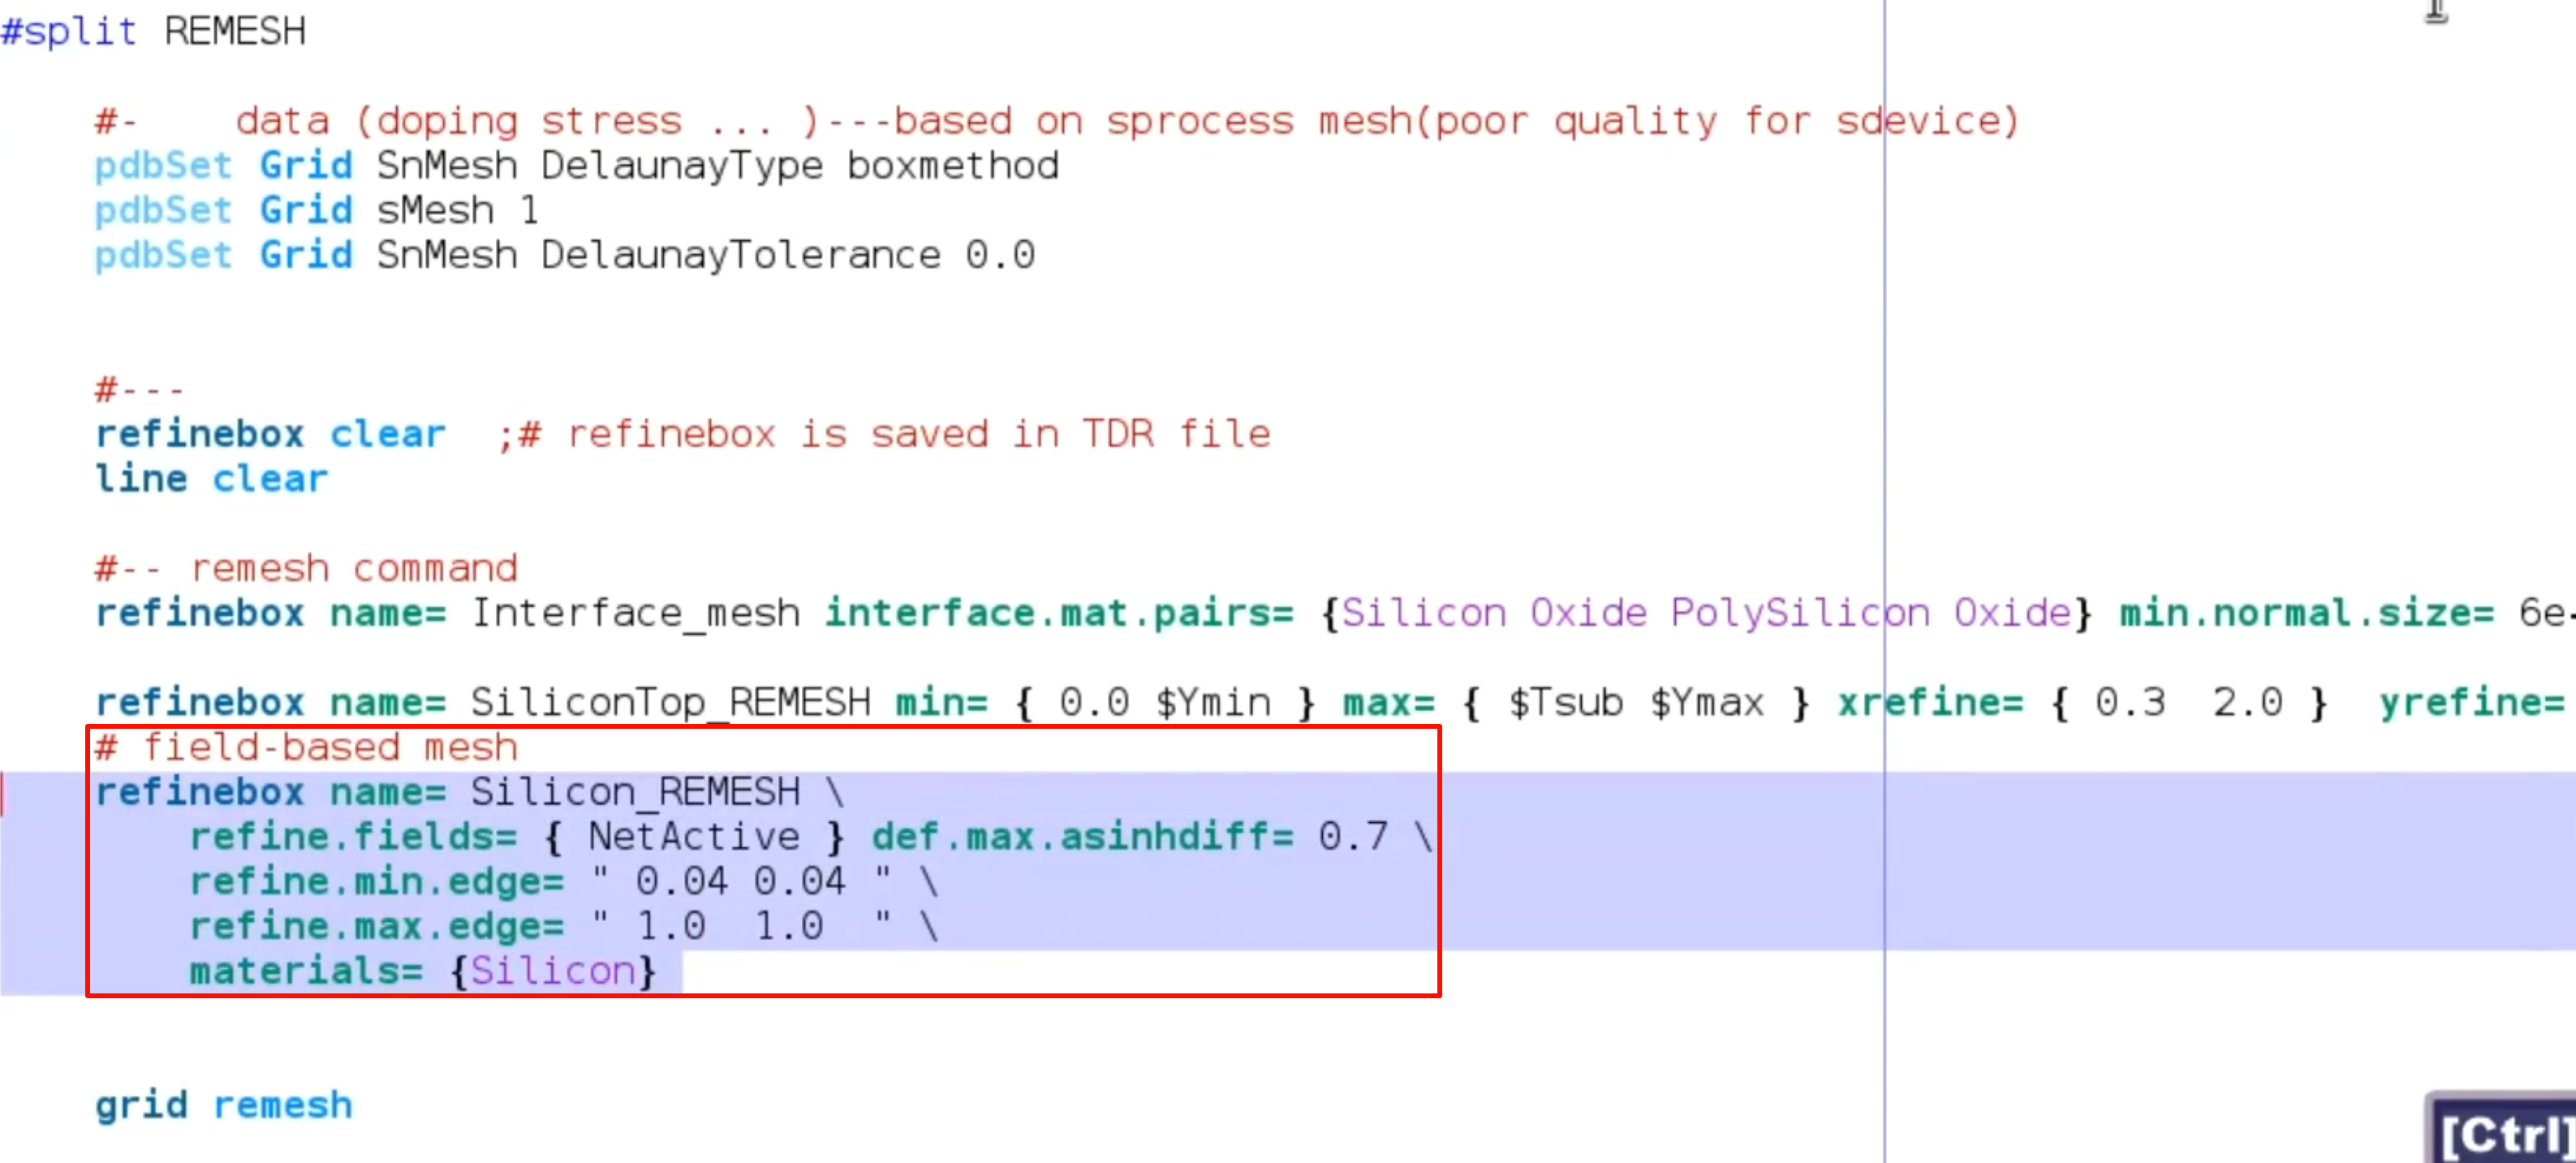 #split REMESH
#-    data (doping stress ... )---based on sprocess mesh(poor quality for sdevice)
pdbSet Grid SnMesh DelaunayType boxmethod
pdbSet Grid sMesh 1
pdbSet Grid SnMesh DelaunayTolerance 0.0
#---
refinebox clear  ;# refinebox is saved in TDR file
line clear
#-- remesh command
refinebox name= Interface_mesh interface.mat.pairs= {Silicon Oxide PolySilicon Oxide} min.normal.size= 6e-
refinebox name= SiliconTop_REMESH min= { 0.0 $Ymin } max= { $Tsub $Ymax } xrefine= { 0.3  2.0 }  yrefine=
# field-based mesh
refinebox name= Silicon_REMESH \
refine.fields= { NetActive } def.max.asinhdiff= 0.7 \
refine.min.edge= " 0.04 0.04 " \
refine.max.edge= " 1.0  1.0  " \
materials= {Silicon}
grid remesh
[Ctrl]